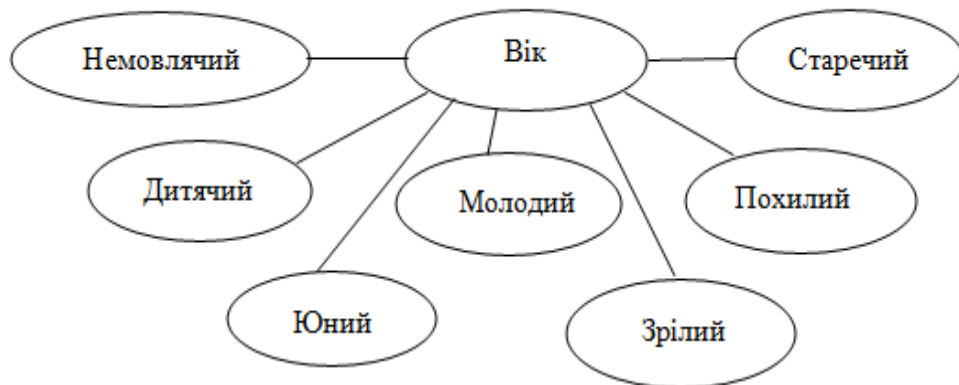 Вік
Немовлячий
Старечий
Дитячий
Молодий
Похилий
Юний
Зрілий